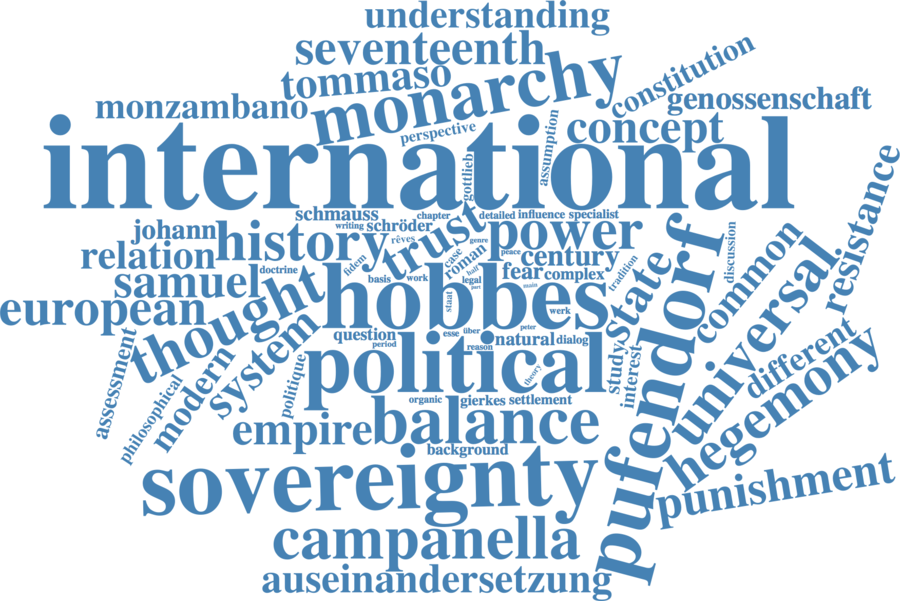 understanding
seventeenth
tommaso
monarchy
constitution
monzambano
genossenschaft
perspective
assumption
concept
international
gottlieb
resistance
schmauss
chapter
detailed
influence
specialist
johann
history
writing
schröder
trust
power
discussion
relation
rêves
genre
peace
century
common
doctrine
fidem
case
roman
fear
complex
tradition
samuel
basis
work
half
legal
part
main
state
pufendorf
universal
european
thought
hobbes
staat
werk
assessment
system
question
esse
über
peter
natural
dialog
study
different
period
reason
modern
politique
political
theory
interest
hegemony
philosophical
organic
gierkes
settlement
empire
balance
background
sovereignty
punishment
campanella
auseinandersetzung